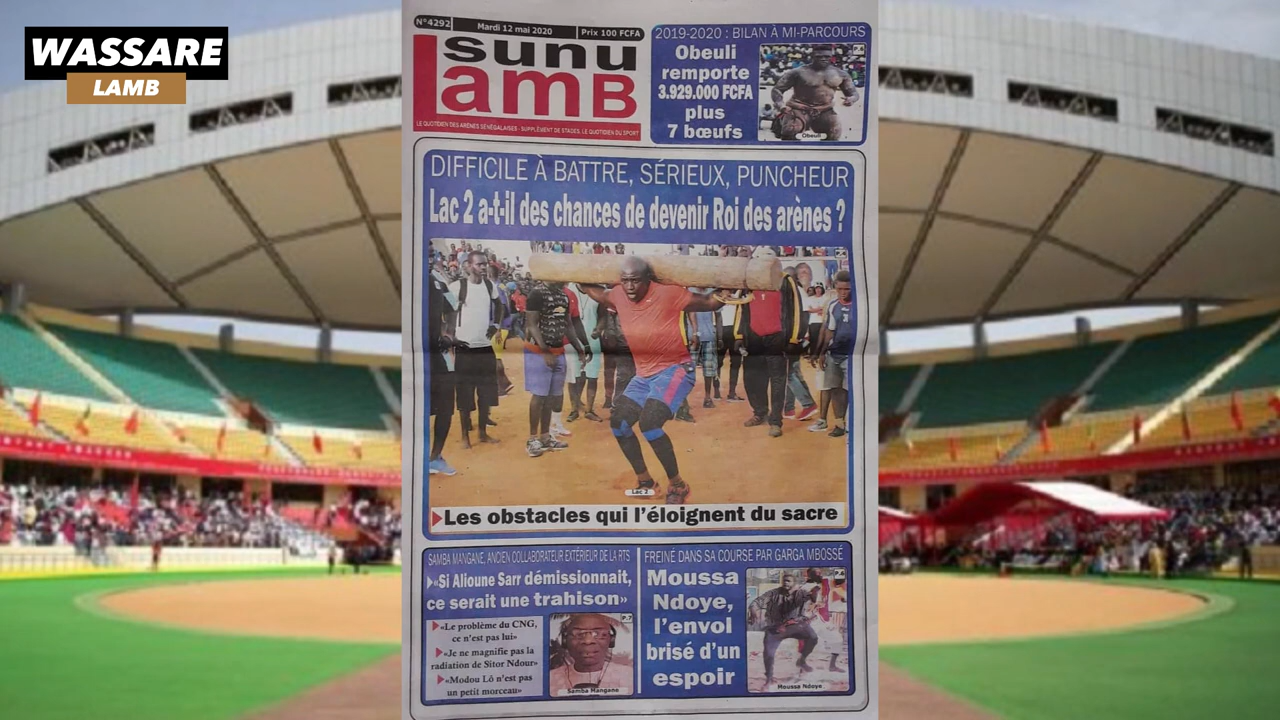 WASSARE
LAMB
N°4292
Mardi 12 mai 2020
Prix 100 FCFA
sunu
lamb
LE QUOTIDIEN DES ARÈNES SÉNÉGALAISES - SUPPLÉMENT DE STADES, LE QUOTIDIEN DU SPORT
2019-2020 : BILAN À MI-PARCOURS
Obeuli
remporte
3.929.000 FCFA
plus
7 bœufs
Obeuli
DIFFICILE À BATTRE, SÉRIEUX, PUNCHEUR
Lac 2 a-t-il des chances de devenir Roi des arènes ?
Lac 2
Les obstacles qui l'éloignent du sacre
SAMBA MANGANE, ANCIEN COLLABORATEUR EXTÉRIEUR DE LA RTS
«Si Alioune Sarr démissionnait,
ce serait une trahison»
«Le problème du CNG,
ce n'est pas lui»
«Je ne magnifie pas la
radiation de Sitor Ndour»
«Modou Lô n'est pas
un petit morceau»
P.7
Samba Mangane
FREINÉ DANS SA COURSE PAR GARGA MBOSSÉ
Moussa
Ndoye,
l'envol
brisé d'un
espoir
Moussa Ndoye